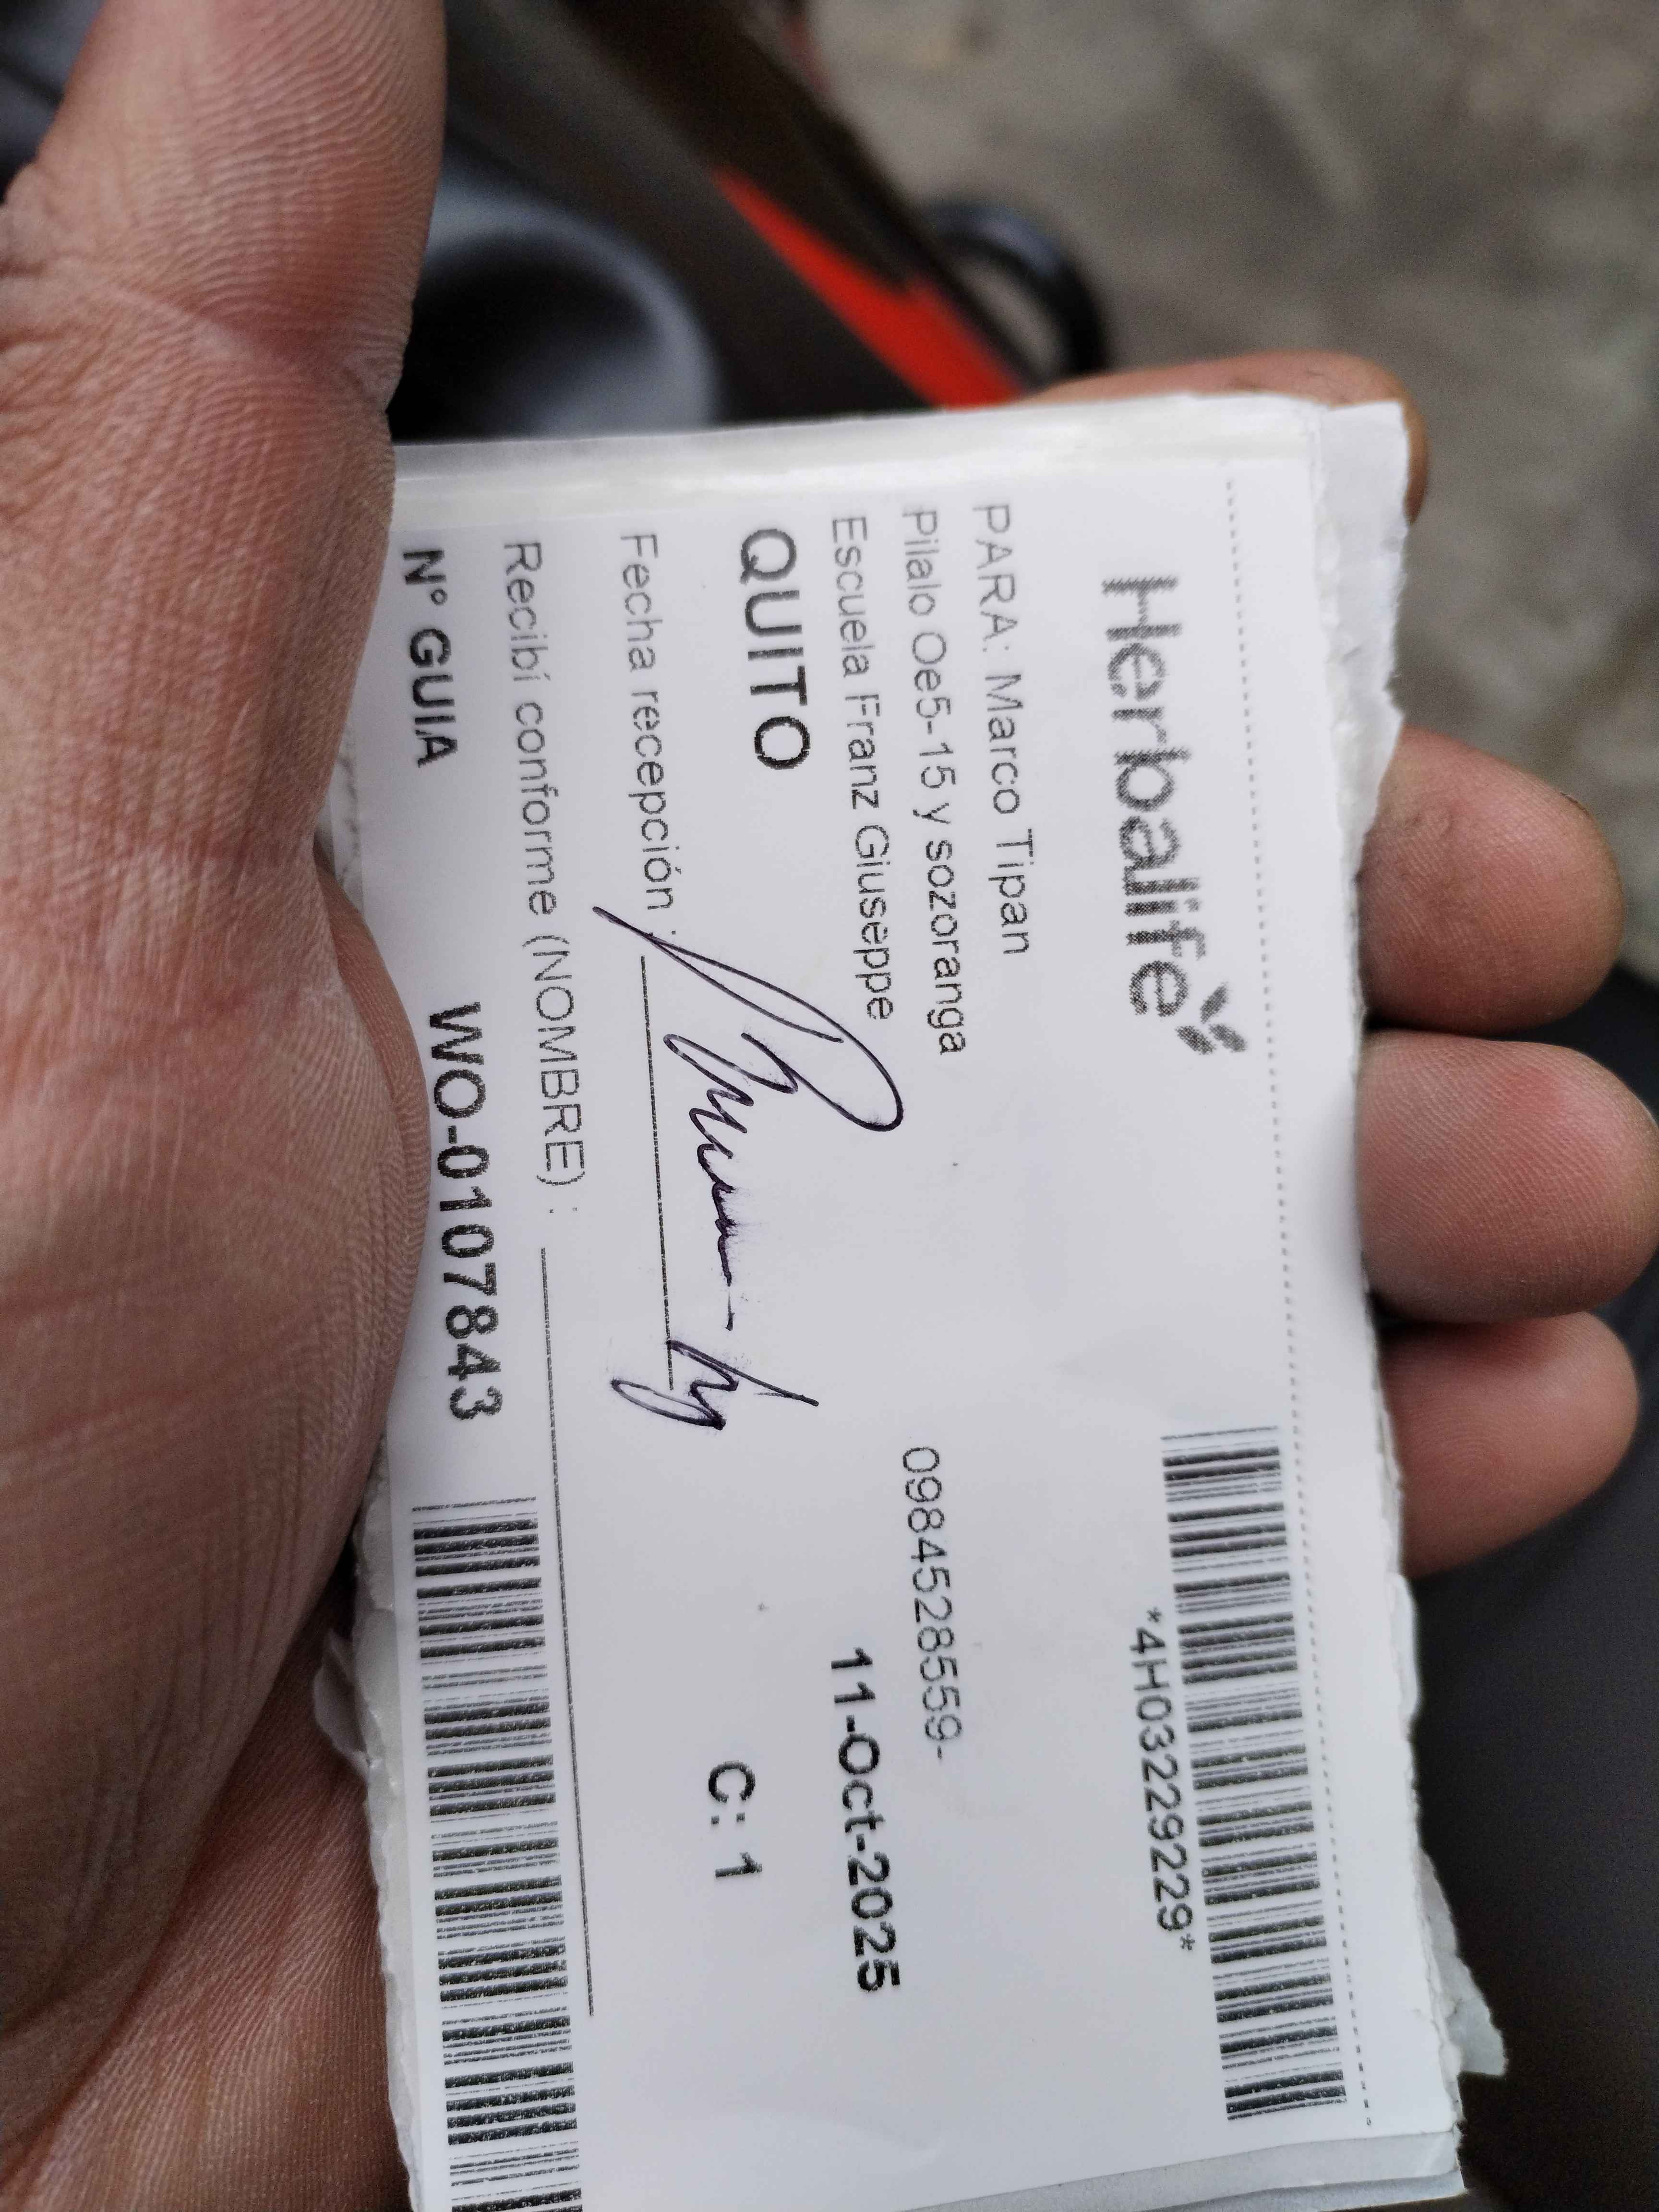 Herbalife
*4H03229229*
PARA: Marco Tipan
Pilalo Oe5-15 y sozoranga
0984528559-
Escuela Franz Giuseppe
11-Oct-2025
QUITO
C: 1
Fecha recepción :
Recibí conforme (NOMBRE) :
N° GUIA
WO-0107843